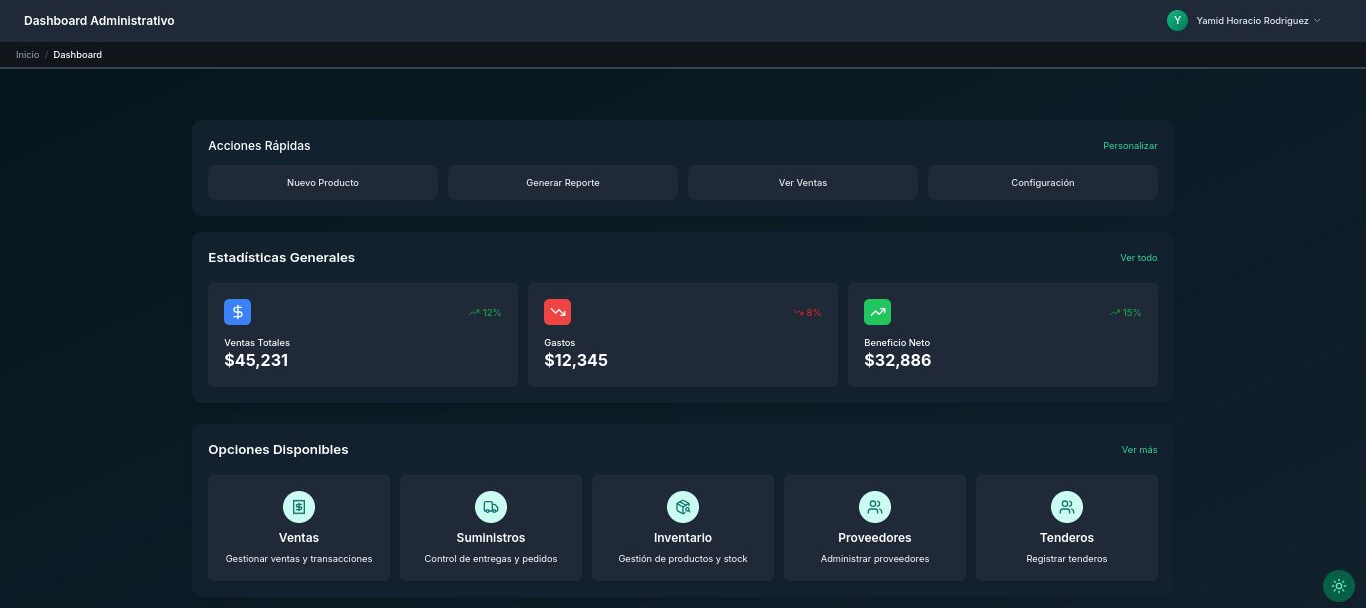 Dashboard Administrativo
Y Yamid Horacio Rodriguez
Inicio / Dashboard
Acciones Rápidas
Personalizar
Nuevo Producto
Generar Reporte
Ver Ventas
Configuración
Estadísticas Generales
Ver todo
12%
Ventas Totales
$45,231
8%
Gastos
$12,345
15%
Beneficio Neto
$32,886
Opciones Disponibles
Ver más
Ventas
Gestionar ventas y transacciones
Suministros
Control de entregas y pedidos
Inventario
Gestión de productos y stock
Proveedores
Administrar proveedores
Tenderos
Registrar tenderos